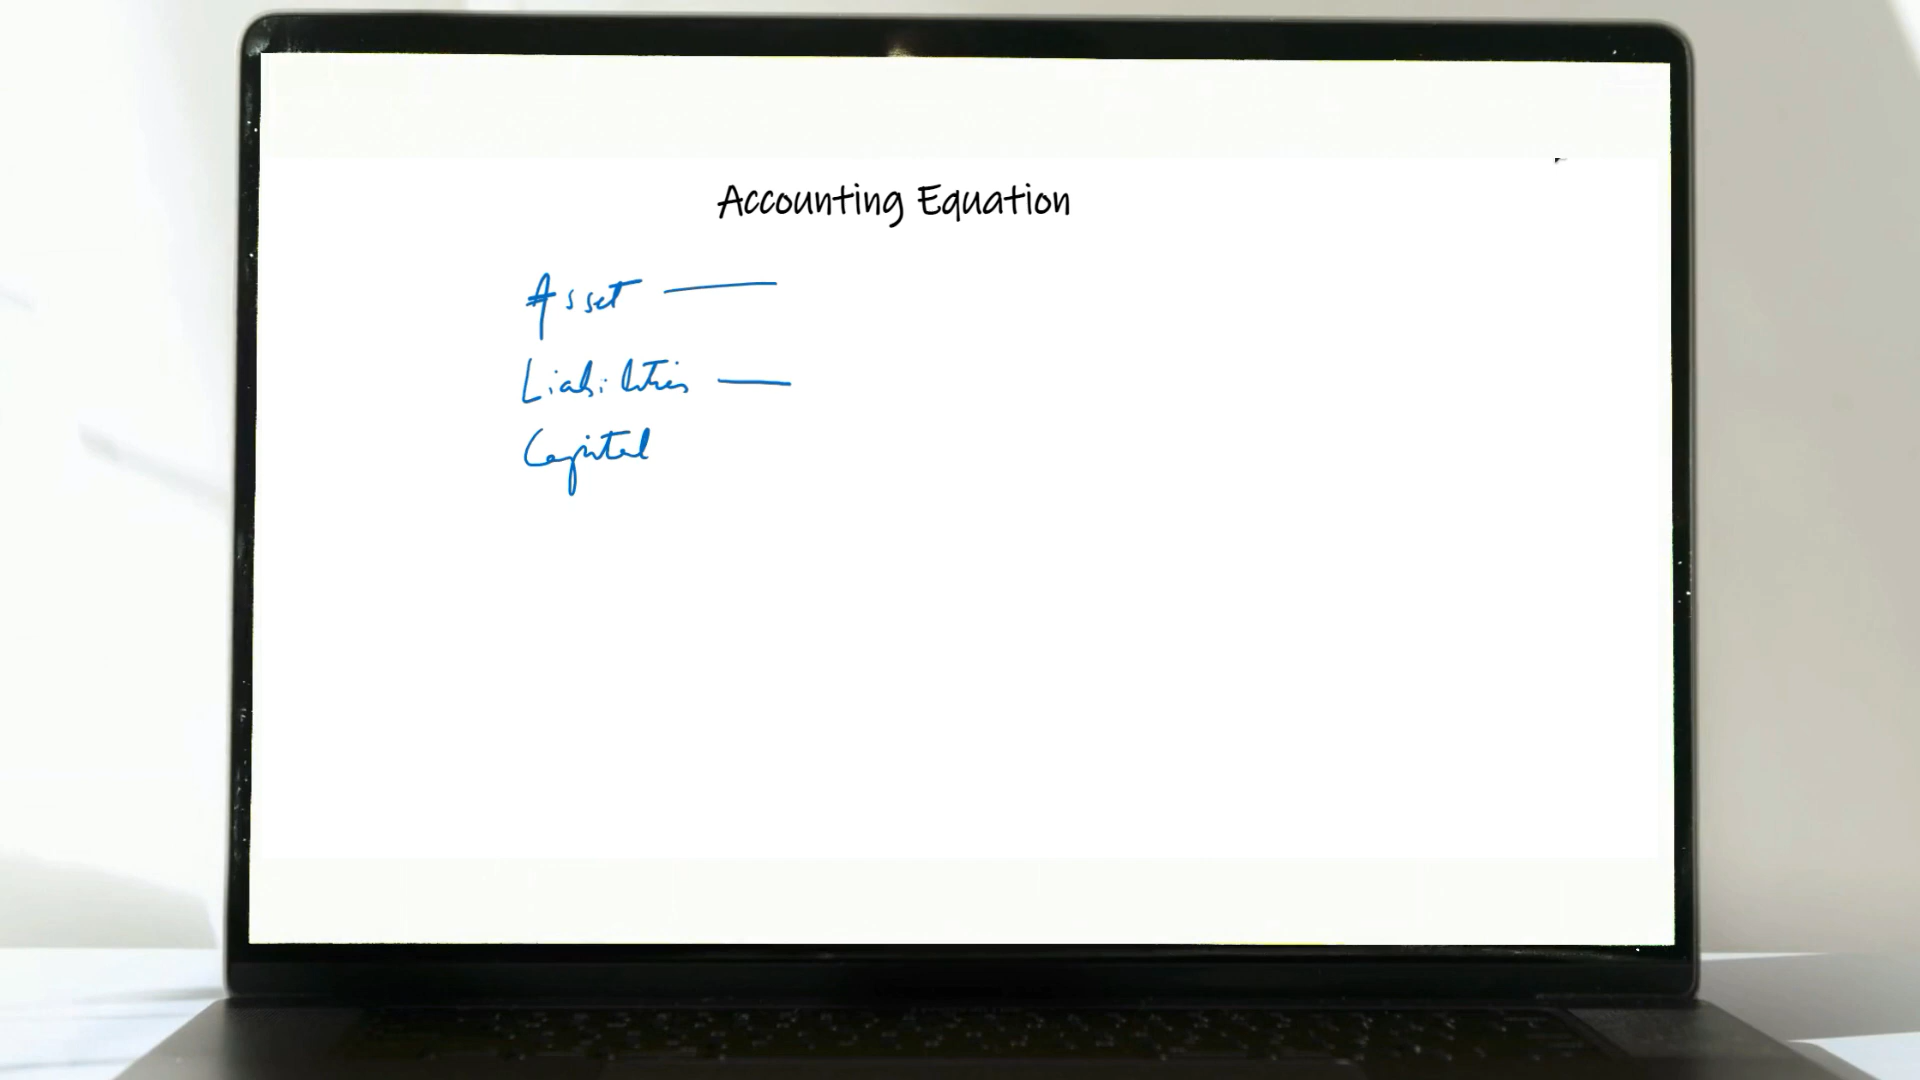 Accounting Equation
Asset —
Liabilities —
Capital